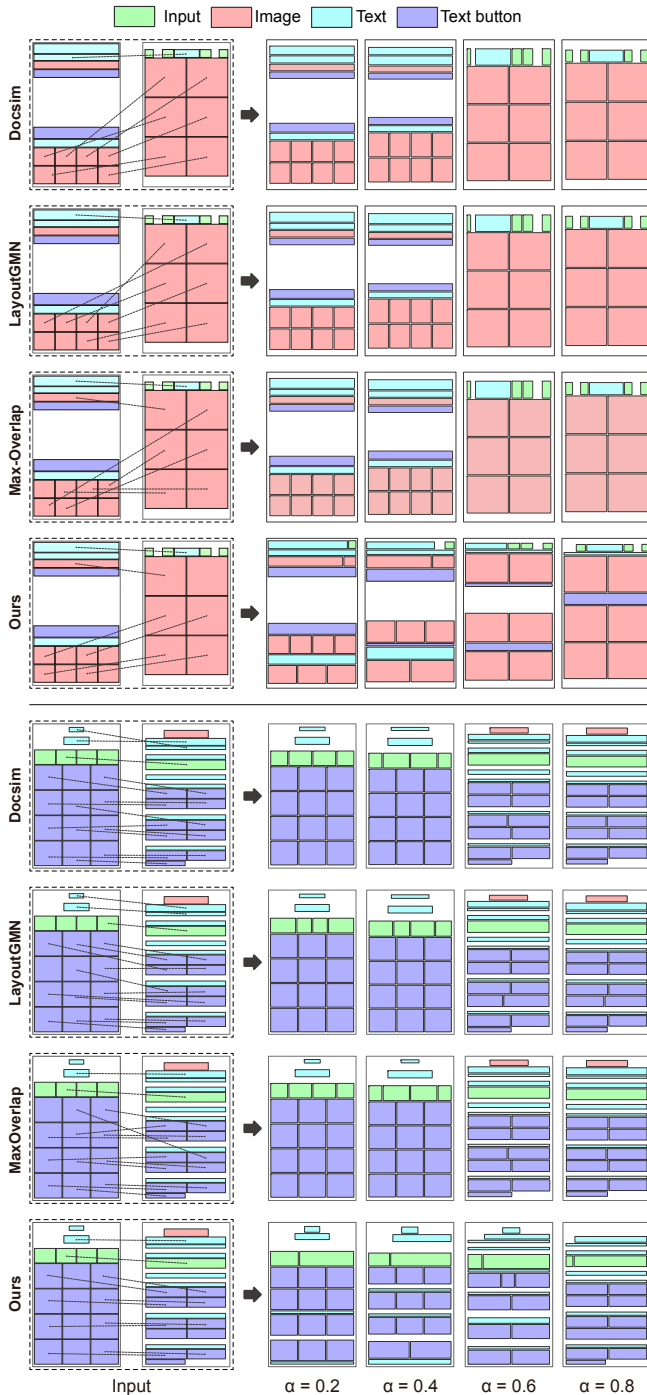 Input Image Text Text button
Docsim
LayoutGMN
Max-Overlap
Ours
Docsim
LayoutGMN
MaxOverlap
Ours
Input α = 0.2 α = 0.4 α = 0.6 α = 0.8